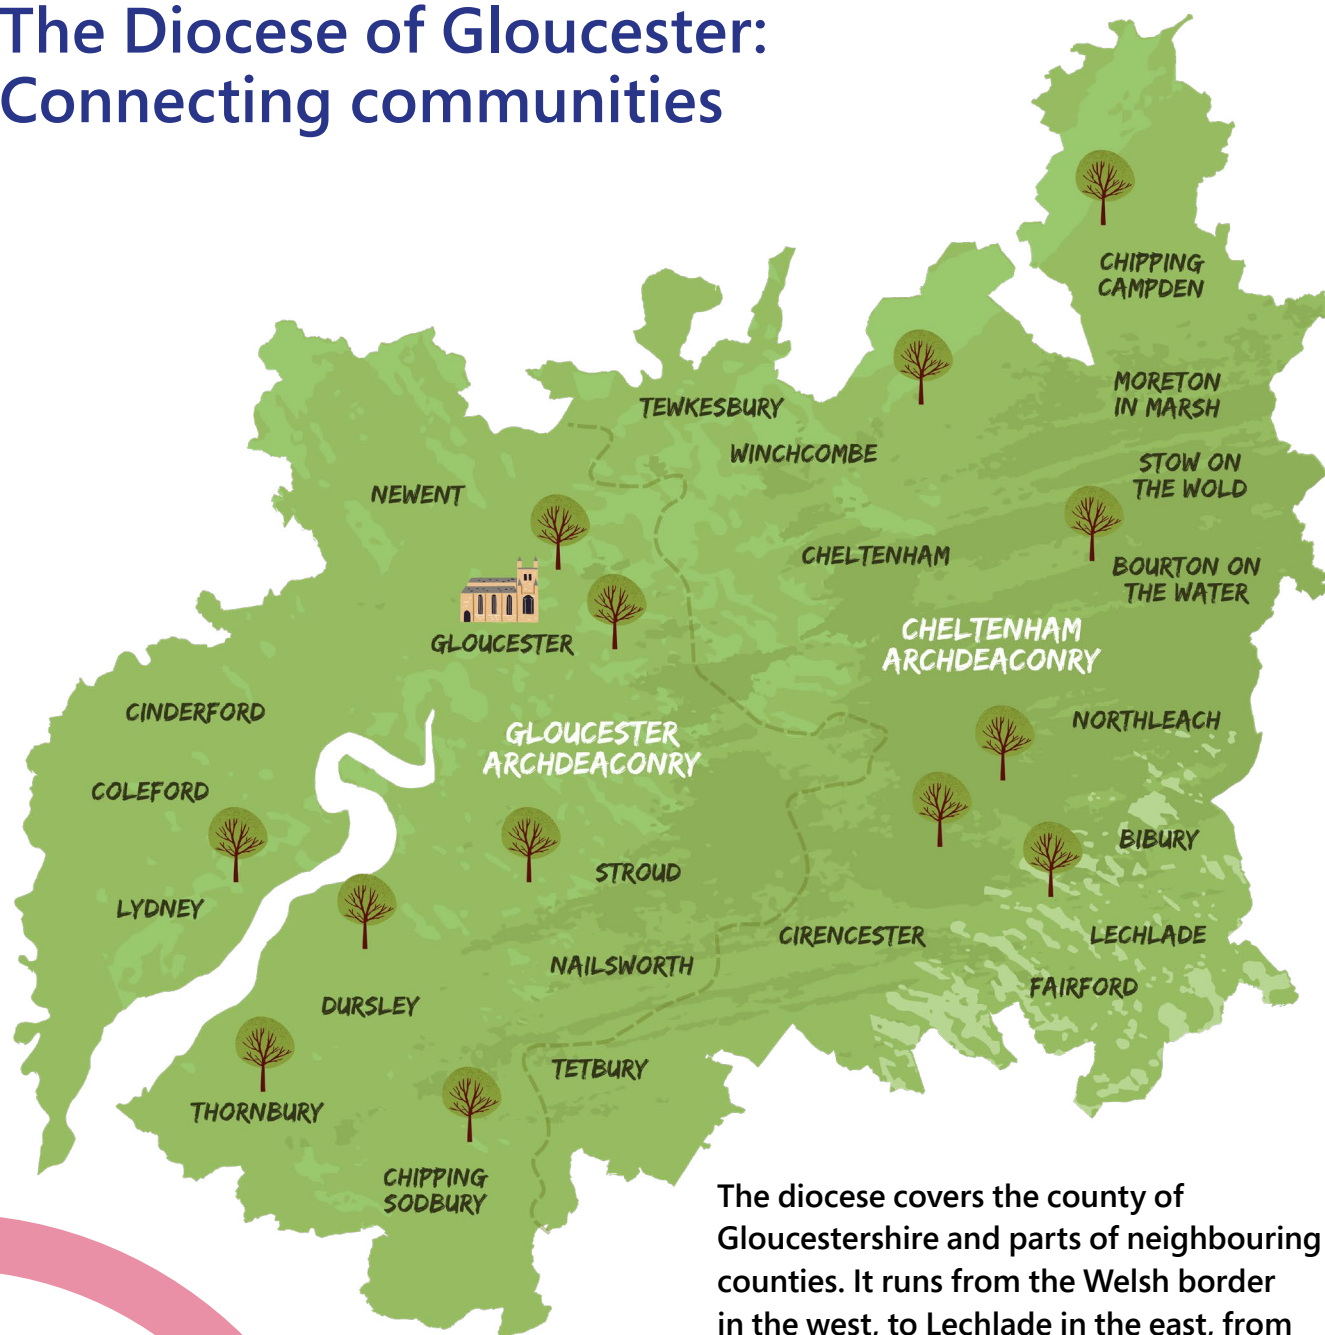 The Diocese of Gloucester:
Connecting communities
CHIPPING
CAMPDEN
MORETON
IN MARSH
TEWKESBURY
WINCHCOMBE
STOW ON
THE WOLD
NEWENT
CHELTENHAM
BOURTON ON
THE WATER
GLOUCESTER
CHELTENHAM
ARCHDEACONRY
CINDERFORD
GLOUCESTER
ARCHDEACONRY
NORTHLEACH
COLEFORD
BIBURY
STROUD
LYDNEY
CIRENCESTER
LECHLADE
NAILSWORTH
FAIRFORD
DURSLEY
TETBURY
THORNBURY
CHIPPING
SODBURY
The diocese covers the county of
Gloucestershire and parts of neighbouring
counties. It runs from the Welsh border
in the west, to Lechlade in the east, from